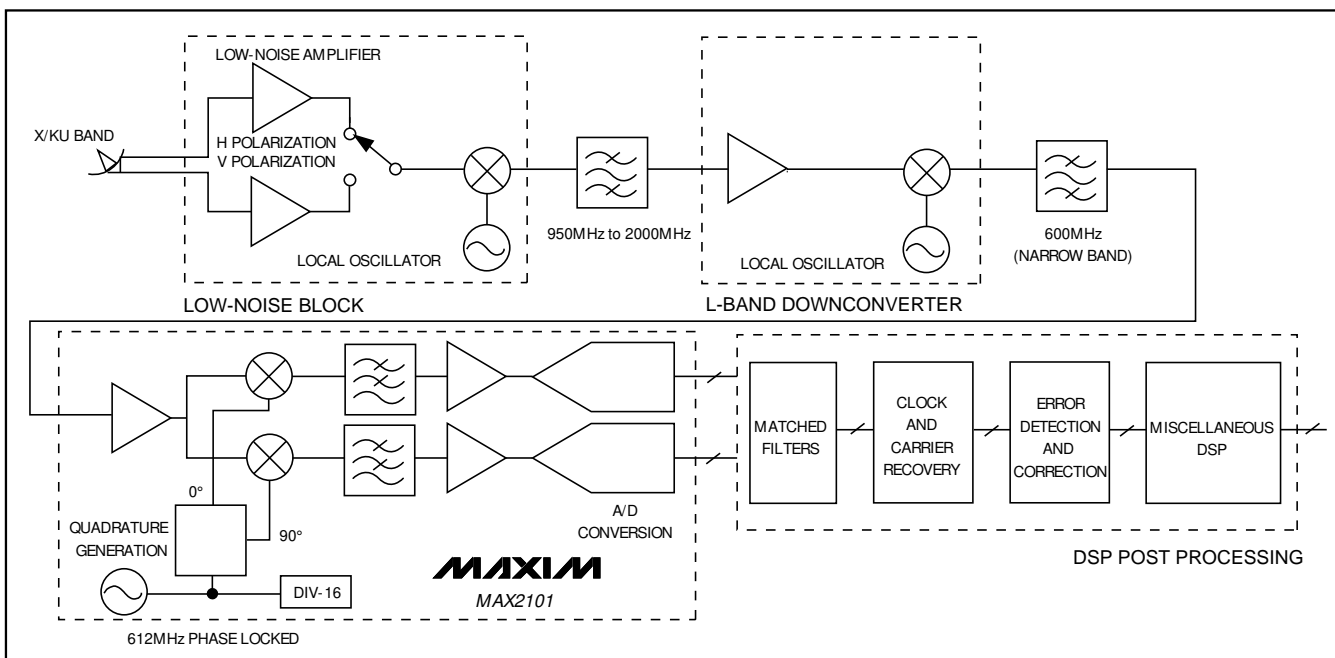 LOW-NOISE AMPLIFIER
X/KU BAND
H POLARIZATION
V POLARIZATION
LOCAL OSCILLATOR
LOW-NOISE BLOCK
950MHz to 2000MHz
LOCAL OSCILLATOR
L-BAND DOWNCONVERTER
600MHz
(NARROW BAND)
0°
90°
QUADRATURE
GENERATION
DIV-16
612MHz PHASE LOCKED
A/D
CONVERSION
MAXIM
MAX2101
MATCHED
FILTERS
CLOCK
AND
CARRIER
RECOVERY
ERROR
DETECTION
AND
CORRECTION
MISCELLANEOUS
DSP
DSP POST PROCESSING